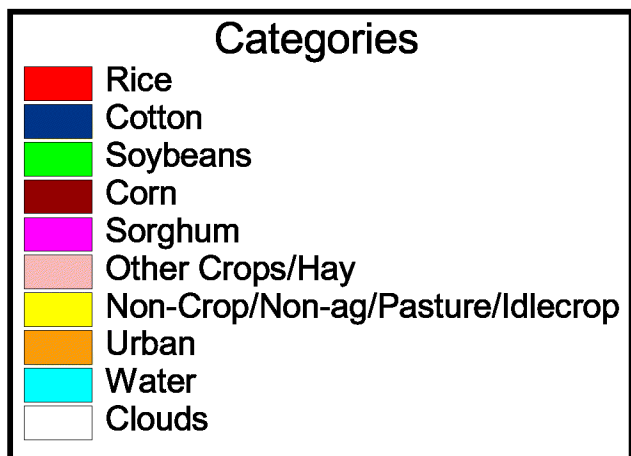 Categories
Rice
Cotton
Soybeans
Corn
Sorghum
Other Crops/Hay
Non-Crop/Non-ag/Pasture/Idlecrop
Urban
Water
Clouds